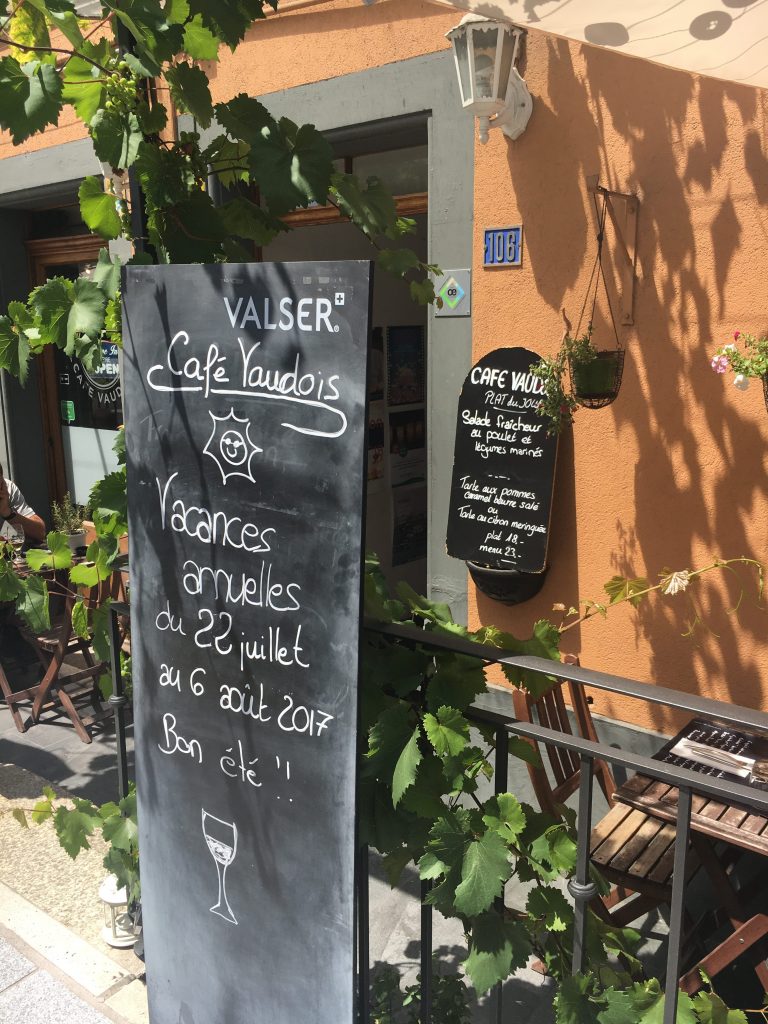 VALSER
Café Vaudois
Vacances
annuelles
du 22 juillet
au 6 août 2017
Bon été !!
106
CAFE VAUDO
PLAT du JOUR
Salade fraîcheur
au poulet et
légumes marinés
Tarte aux pommes
caramel beurre salé
ou
Tarte au citron meringuée
plat 18.-
menu 23.-
OPEN
CAFE VAUD